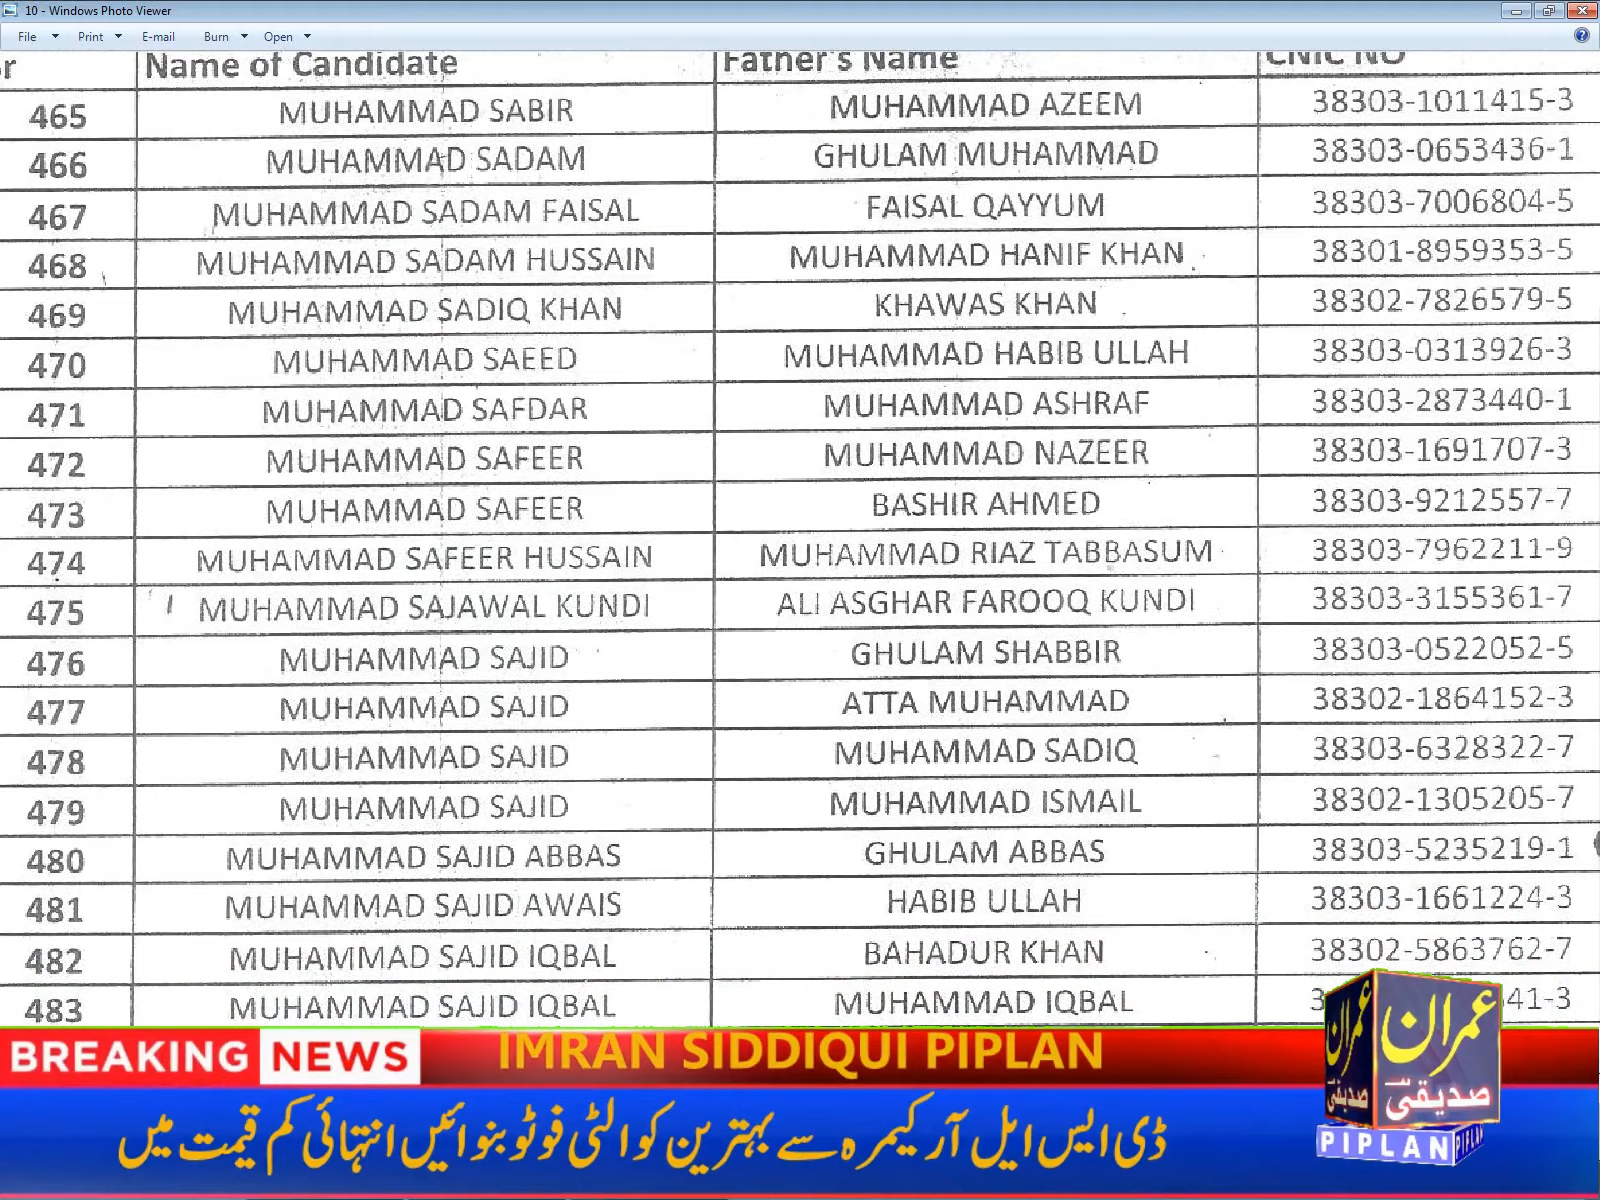 10 - Windows Photo Viewer
File Print E-mail Burn Open
Name of Candidate Father's Name CNIC NO
465 MUHAMMAD SABIR MUHAMMAD AZEEM 38303-1011415-3
466 MUHAMMAD SADAM GHULAM MUHAMMAD 38303-0653436-1
467 MUHAMMAD SADAM FAISAL FAISAL QAYYUM 38303-7006804-5
468 MUHAMMAD SADAM HUSSAIN MUHAMMAD HANIF KHAN 38301-8959353-5
469 MUHAMMAD SADIQ KHAN KHAWAS KHAN 38302-7826579-5
470 MUHAMMAD SAEED MUHAMMAD HABIB ULLAH 38303-0313926-3
471 MUHAMMAD SAFDAR MUHAMMAD ASHRAF 38303-2873440-1
472 MUHAMMAD SAFEER MUHAMMAD NAZEER 38303-1691707-3
473 MUHAMMAD SAFEER BASHIR AHMED 38303-9212557-7
474 MUHAMMAD SAFEER HUSSAIN MUHAMMAD RIAZ TABBASUM 38303-7962211-9
475 MUHAMMAD SAJAWAL KUNDI ALI ASGHAR FAROOQ KUNDI 38303-3155361-7
476 MUHAMMAD SAJID GHULAM SHABBIR 38303-0522052-5
477 MUHAMMAD SAJID ATTA MUHAMMAD 38302-1864152-3
478 MUHAMMAD SAJID MUHAMMAD SADIQ 38303-6328322-7
479 MUHAMMAD SAJID MUHAMMAD ISMAIL 38302-1305205-7
480 MUHAMMAD SAJID ABBAS GHULAM ABBAS 38303-5235219-1
481 MUHAMMAD SAJID AWAIS HABIB ULLAH 38303-1661224-3
482 MUHAMMAD SAJID IQBAL BAHADUR KHAN 38302-5863762-7
483 MUHAMMAD SAJID IQBAL MUHAMMAD IQBAL
BREAKING NEWS IMRAN SIDDIQUI PIPLAN
ڈی ایس ایل آر کیمرہ سے بہترین کوالٹی فوٹو بنوائیں انتہائی کم قیمت میں
عمران عمران
صدیقی صدیقی
PIPLAN